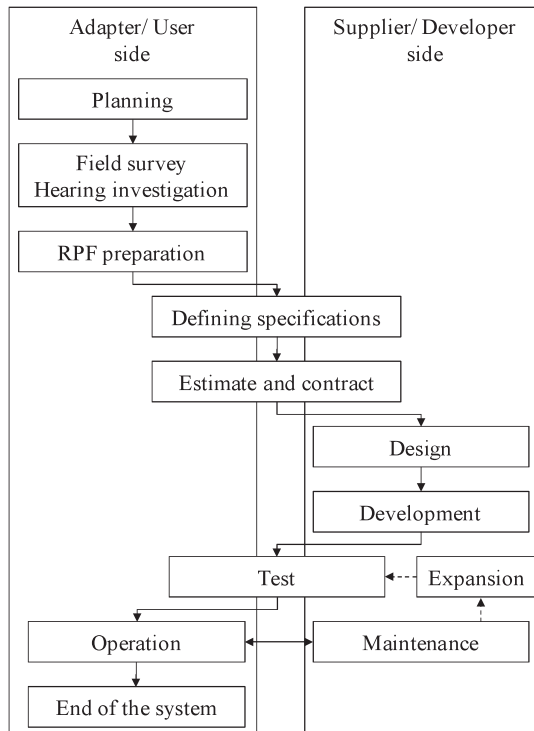 Adapter/ User
side
Supplier/ Developer
side
Planning
Field survey
Hearing investigation
RPF preparation
Defining specifications
Estimate and contract
Design
Development
Test
Expansion
Operation
Maintenance
End of the system